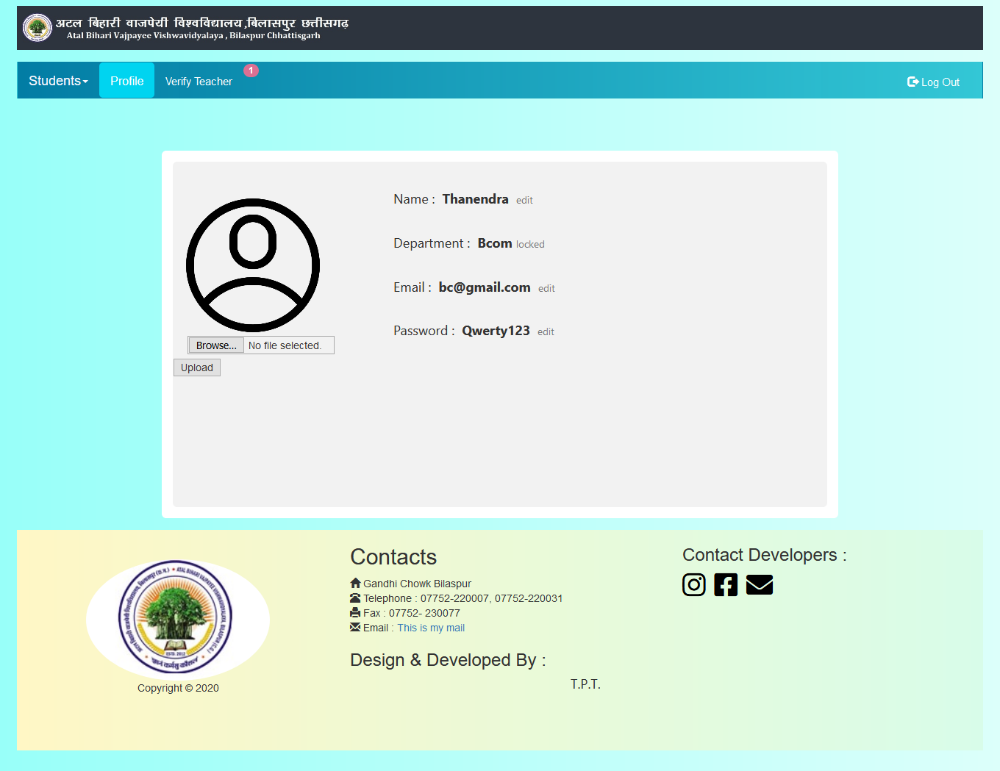 अटल बिहारी वाजपेयी विश्वविद्यालय ,बिलासपुर छत्तीसगढ़
Atal Bihari Vajpayee Vishwavidyalaya , Bilaspur Chhattisgarh
Students Profile Verify Teacher 1 Log Out
Name : Thanendra edit
Department : Bcom locked
Email : bc@gmail.com edit
Password : Qwerty123 edit
Browse... No file selected.
Upload
ESTD. 2012
Copyright © 2020
Contacts
Gandhi Chowk Bilaspur
Telephone : 07752-220007, 07752-220031
Fax : 07752- 230077
Email : This is my mail
Design & Developed By :
T.P.T.
Contact Developers :